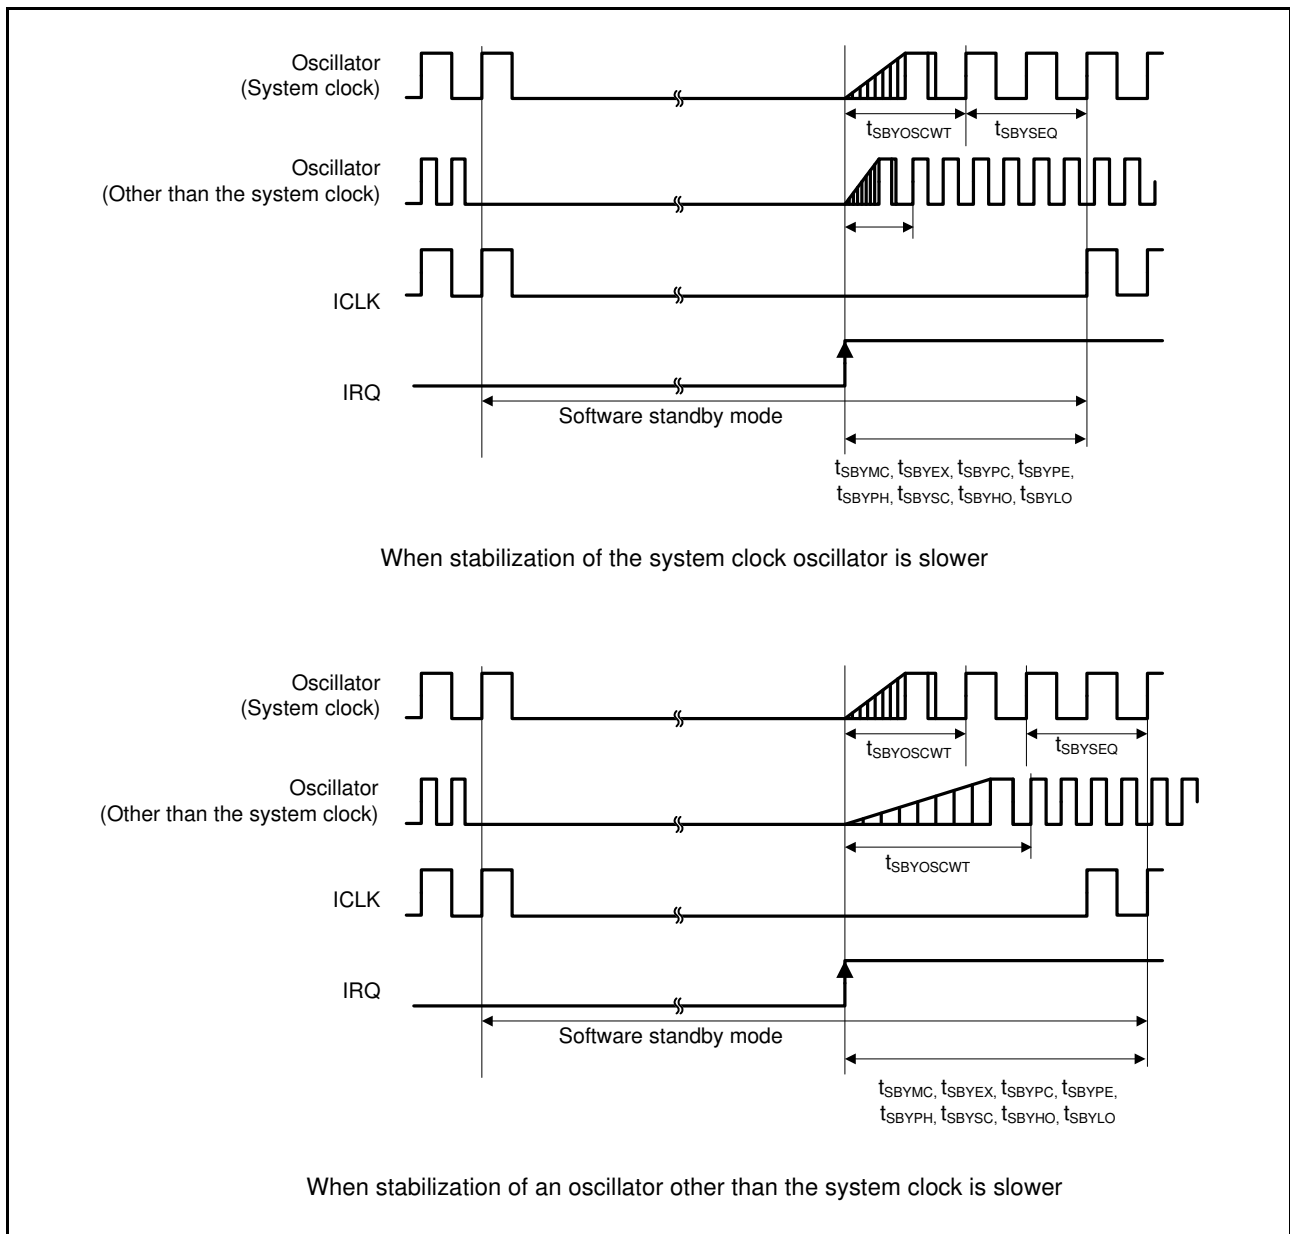 Oscillator
(System clock)
tSBYOSCWT
tSBYSEQ
Oscillator
(Other than the system clock)
ICLK
IRQ
Software standby mode
tSBYMC, tSBYEX, tSBYPC, tSBYPE,
tSBYPH, tSBYSC, tSBYHO, tSBYLO
When stabilization of the system clock oscillator is slower
Oscillator
(System clock)
tSBYOSCWT
tSBYSEQ
Oscillator
(Other than the system clock)
tSBYOSCWT
ICLK
IRQ
Software standby mode
tSBYMC, tSBYEX, tSBYPC, tSBYPE,
tSBYPH, tSBYSC, tSBYHO, tSBYLO
When stabilization of an oscillator other than the system clock is slower